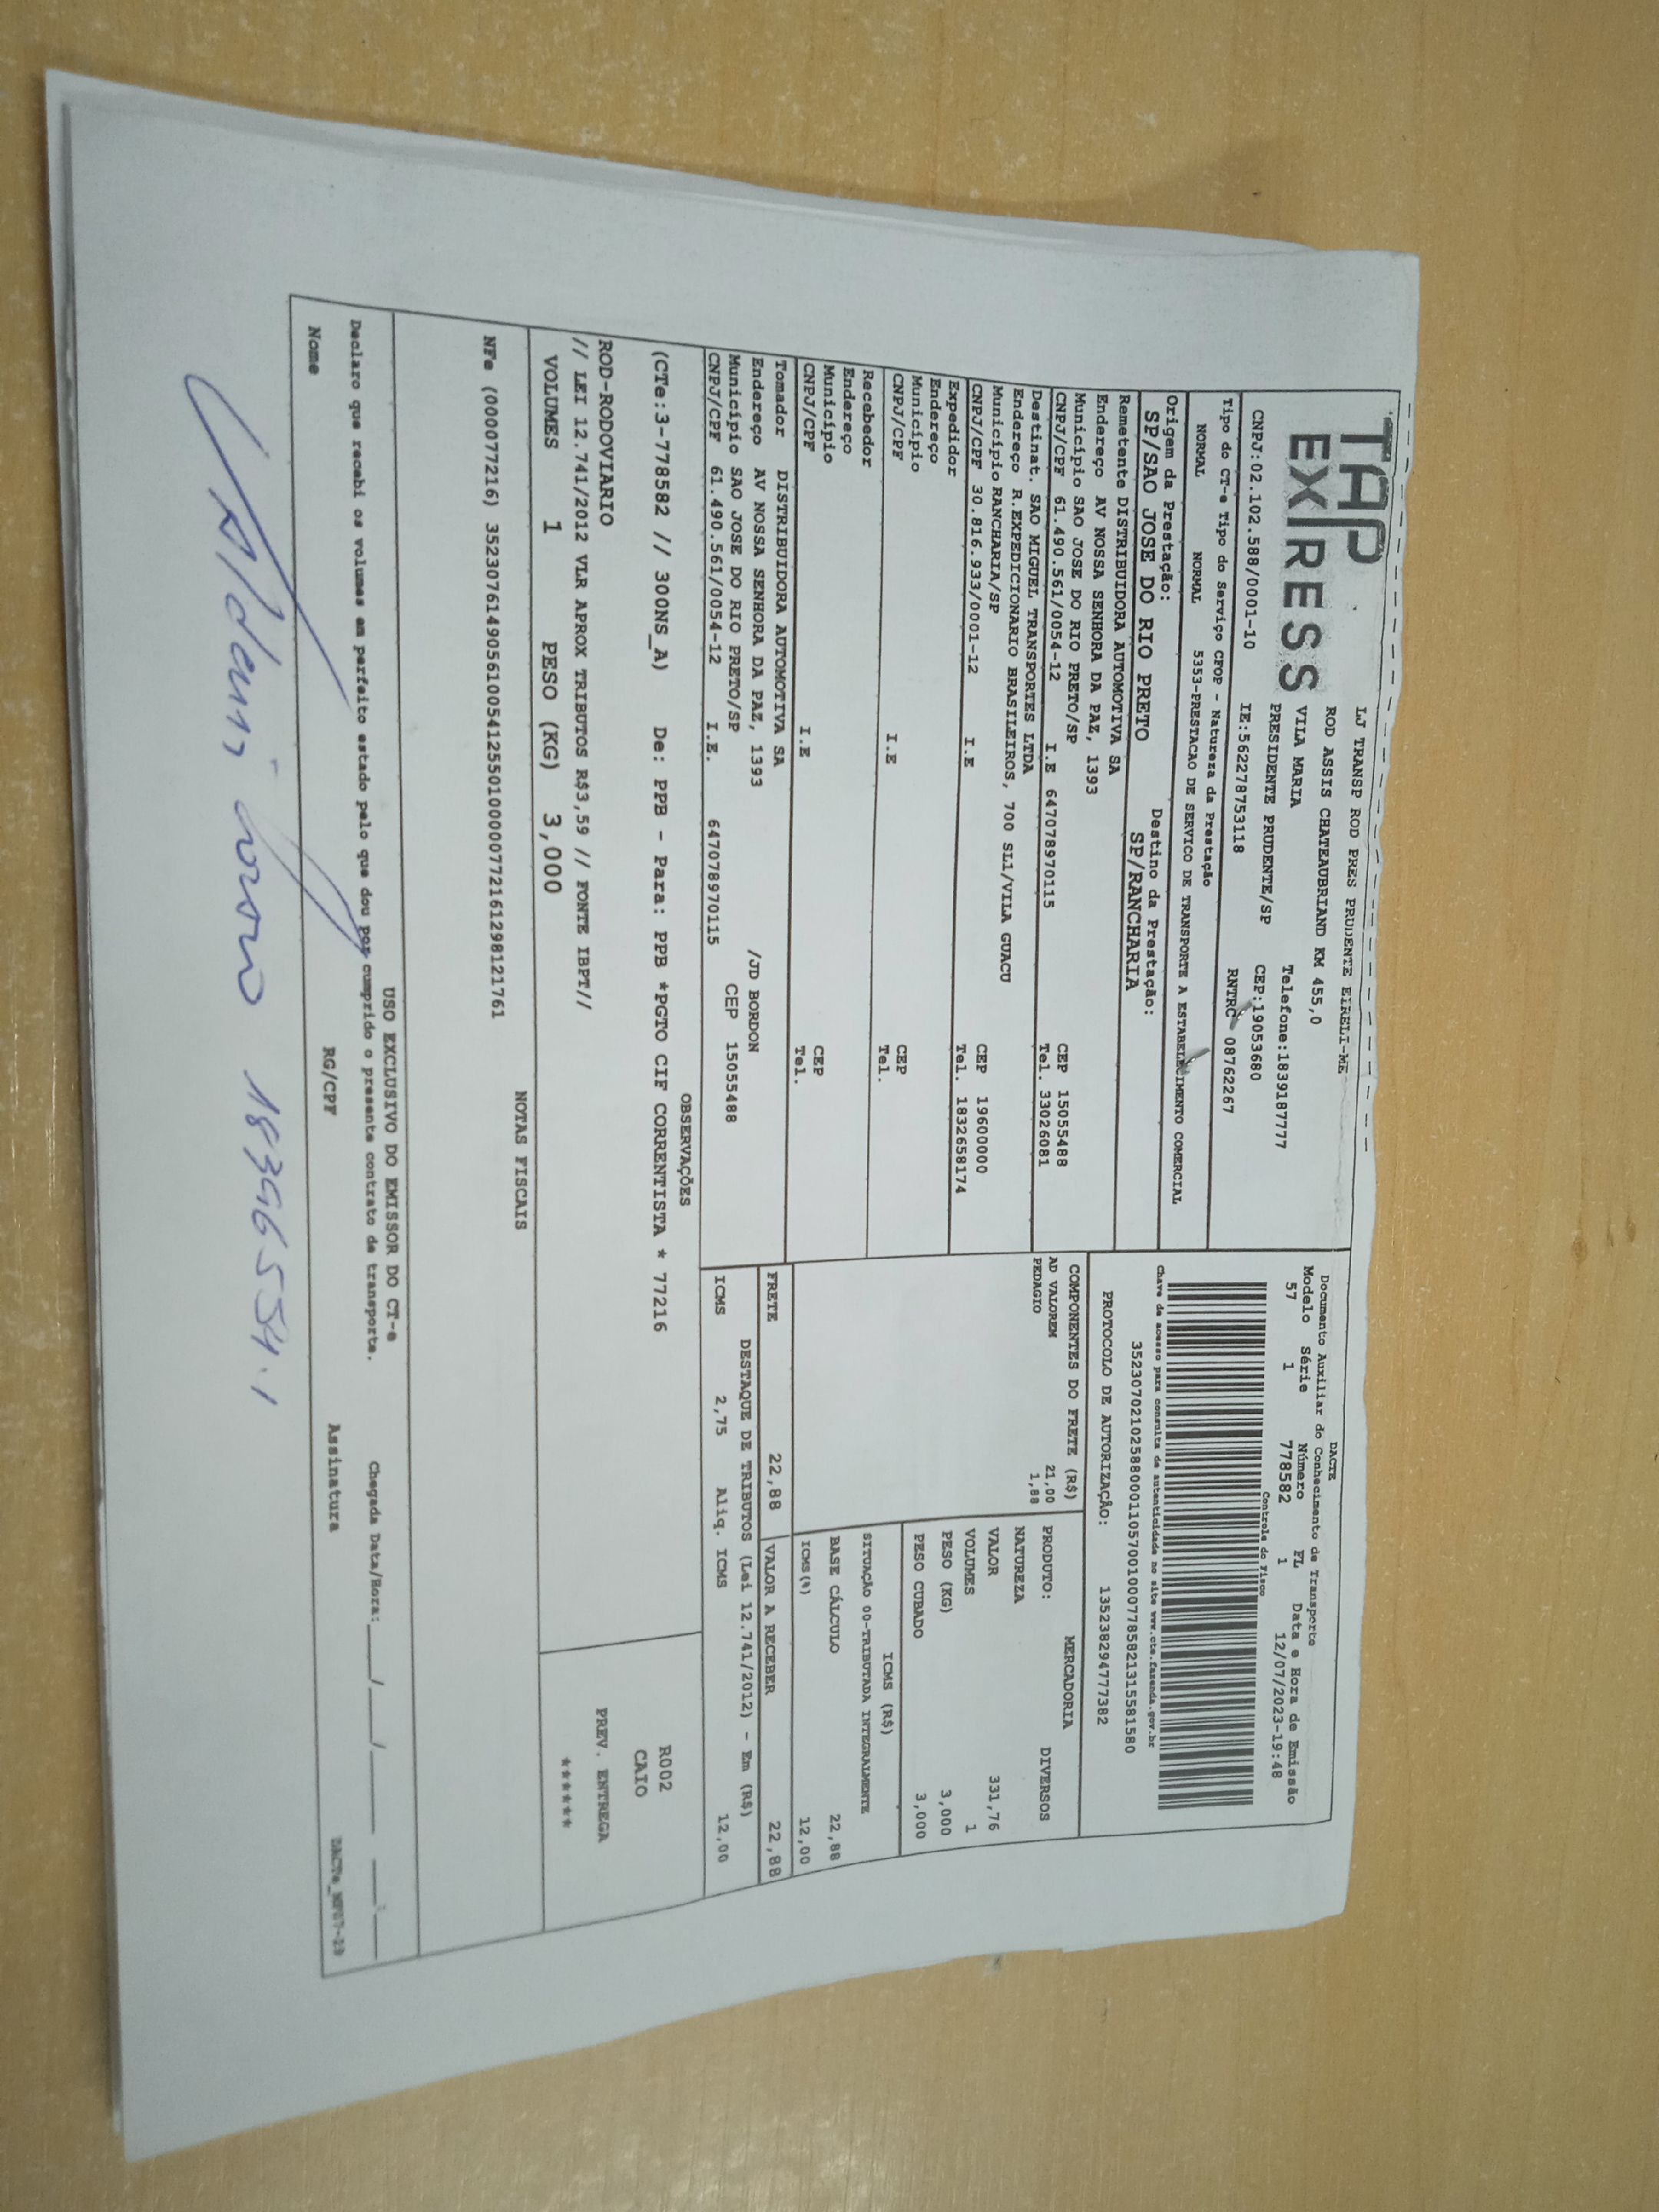 TAP EXPRESS
LJ TRANSP ROD PRES PRUDENTE EIRELI-ME
ROD ASSIS CHATEAUBRIAND KM 455,0
VILA MARIA Telefone:1839187777
PRESIDENTE PRUDENTE/SP CEP:19053680
CNPJ:02.102.588/0001-10 IE:562278753118 RNTRC 08762267
Tipo do CT-e Tipo do Serviço CFOP - Natureza da Prestação
NORMAL NORMAL 5353-PRESTACAO DE SERVICO DE TRANSPORTE A ESTABELECIMENTO COMERCIAL
Origem da Prestação: Destino da Prestação:
SP/SAO JOSE DO RIO PRETO SP/RANCHARIA
DACTE
Documento Auxiliar do Conhecimento de Transporte
Modelo Série Número FL Data e Hora de Emissão
57 1 778582 1 12/07/2023-19:48
Controle do Fisco
Chave de acesso para consulta de autenticidade no site www.cte.fazenda.gov.br
35230702102588000110570010007785821315581580
PROTOCOLO DE AUTORIZAÇÃO: 135238294777382
Remetente DISTRIBUIDORA AUTOMOTIVA SA
Endereço AV NOSSA SENHORA DA PAZ, 1393
Município SAO JOSE DO RIO PRETO/SP CEP 15055488
CNPJ/CPF 61.490.561/0054-12 I.E 647078970115 Tel. 33026081
Destinat. SAO MIGUEL TRANSPORTES LTDA
Endereço R.EXPEDICIONARIO BRASILEIROS, 700 SL1/VILA GUACU
Município RANCHARIA/SP CEP 19600000
CNPJ/CPF 30.816.933/0001-12 I.E Tel. 1832658174
Expedidor
Endereço
Município CEP
CNPJ/CPF I.E Tel.
Recebedor
Endereço
Município CEP
CNPJ/CPF I.E Tel.
Tomador DISTRIBUIDORA AUTOMOTIVA SA
Endereço AV NOSSA SENHORA DA PAZ, 1393 /JD BORDON
Município SAO JOSE DO RIO PRETO/SP CEP 15055488
CNPJ/CPF 61.490.561/0054-12 I.E. 647078970115
COMPONENTES DO FRETE (R$)
AD VALOREM 21,00
PEDAGIO 1,88
MERCADORIA
PRODUTO: DIVERSOS
NATUREZA
VALOR 331,76
VOLUMES 1
PESO (KG) 3,000
PESO CUBADO 3,000
ICMS (R$)
SITUAÇÃO 00-TRIBUTADA INTEGRALMENTE
BASE CÁLCULO 22,88
ICMS(%) 12,00
FRETE 22,88 VALOR A RECEBER 22,88
DESTAQUE DE TRIBUTOS (Lei 12.741/2012) - Em (R$)
ICMS 2,75 Aliq. ICMS 12,00
OBSERVAÇÕES
(CTe:3-778582 // 300NS_A) De: PPB - Para: PPB *PGTO CIF CORRENTISTA * 77216
R002
CAIO
ROD-RODOVIARIO
// LEI 12.741/2012 VLR APROX TRIBUTOS R$3,59 // FONTE IBPT//
PREV. ENTREGA
******
VOLUMES 1 PESO (KG) 3,000
NOTAS FISCAIS
NFe (000077216) 35230761490561005412550100000772161298121761
USO EXCLUSIVO DO EMISSOR DO CT-e
Declaro que recebi os volumes em perfeito estado pelo que dou por cumprido o presente contrato de transporte. Chegada Data/Hora: ___/___/_____ ___:___
Nome RG/CPF Assinatura